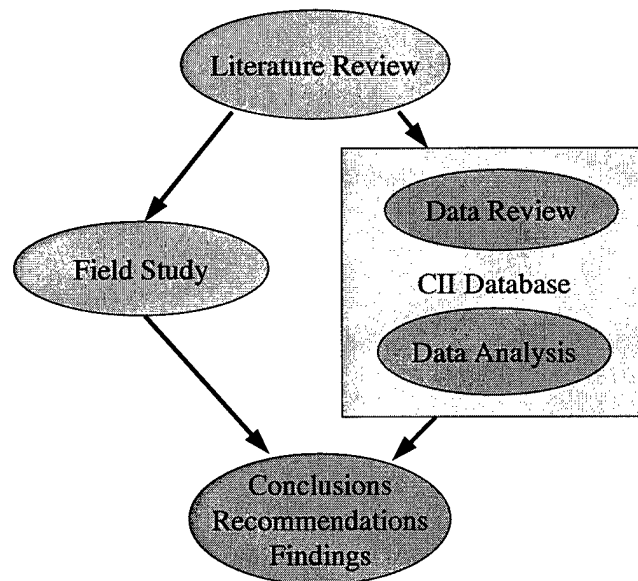 Literature Review
Data Review
Field Study
CII Database
Data Analysis
Conclusions
Recommendations
Findings